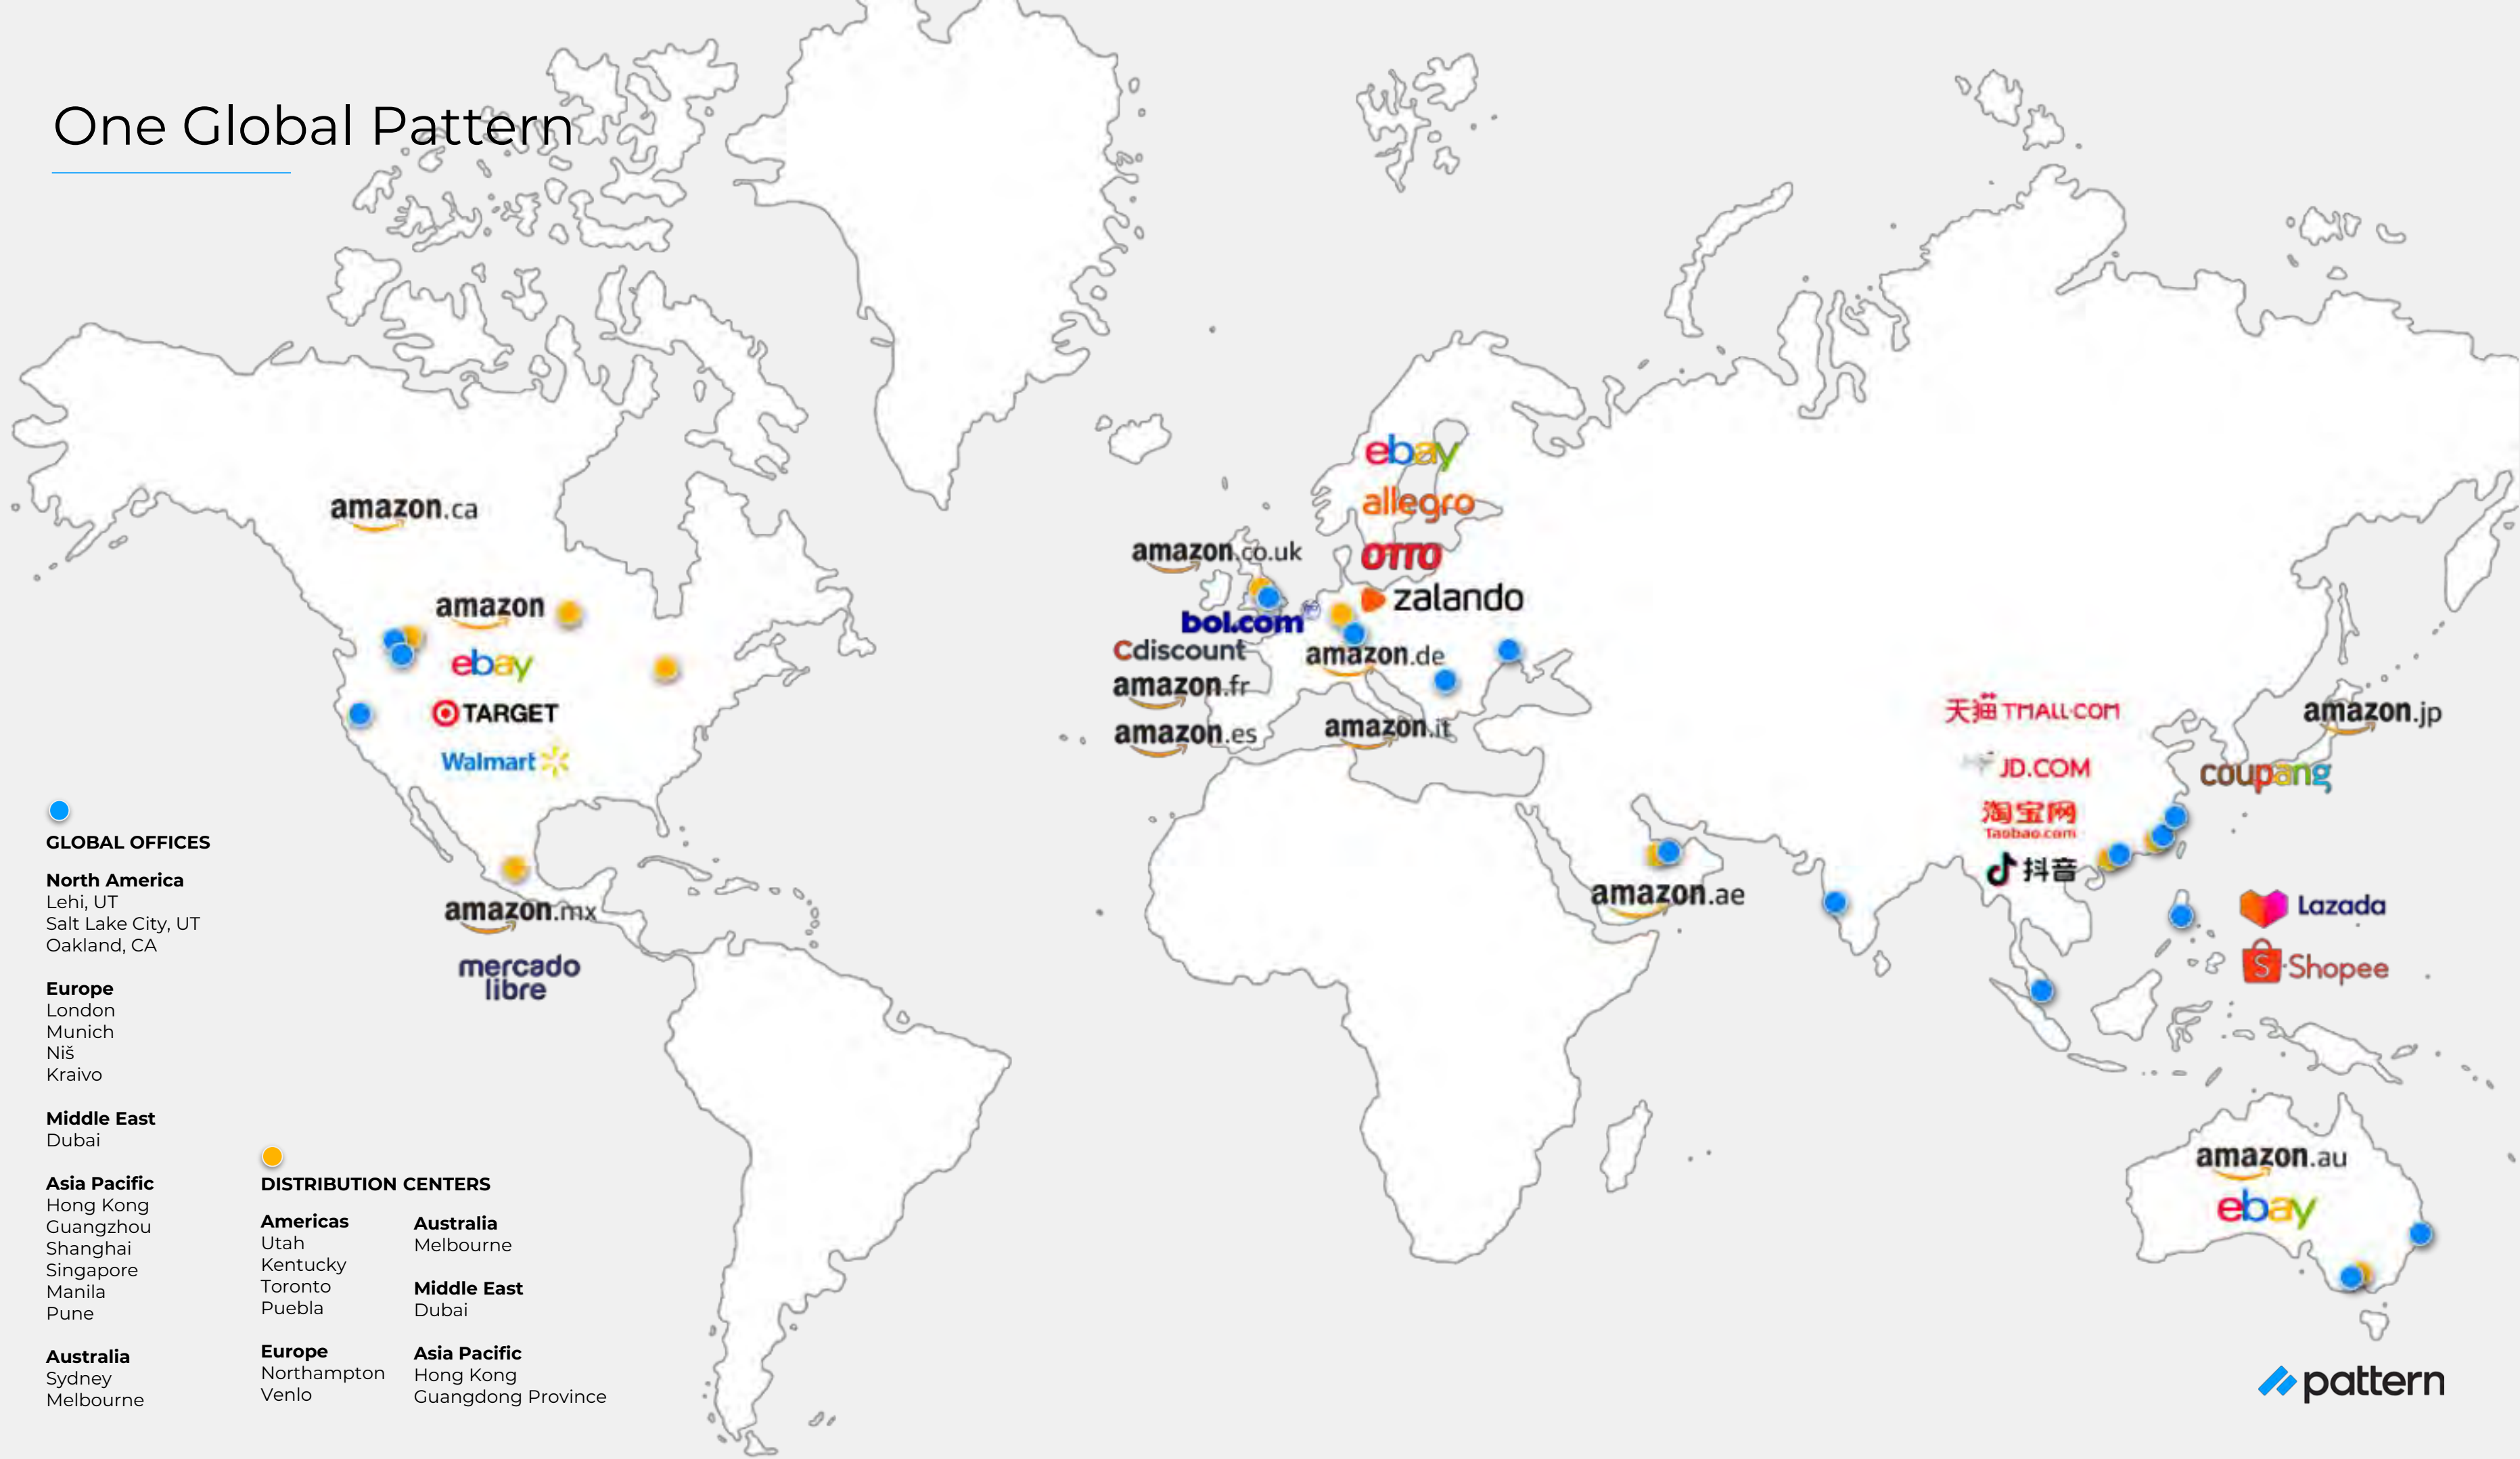 One Global Pattern
amazon.ca
amazon
ebay
TARGET
Walmart
amazon.mx
mercado
libre
ebay
allegro
OTTO
zalando
amazon.co.uk
bol.com
Cdiscount
amazon.fr
amazon.es
amazon.de
amazon.it
amazon.ae
天猫 TMALL.COM
JD.COM
淘宝网
Taobao.com
抖音
amazon.jp
coupang
Lazada
Shopee
amazon.au
ebay
GLOBAL OFFICES
North America
Lehi, UT
Salt Lake City, UT
Oakland, CA
Europe
London
Munich
Niš
Kraivo
Middle East
Dubai
Asia Pacific
Hong Kong
Guangzhou
Shanghai
Singapore
Manila
Pune
Australia
Sydney
Melbourne
DISTRIBUTION CENTERS
Americas
Utah
Kentucky
Toronto
Puebla
Europe
Northampton
Venlo
Australia
Melbourne
Middle East
Dubai
Asia Pacific
Hong Kong
Guangdong Province
pattern